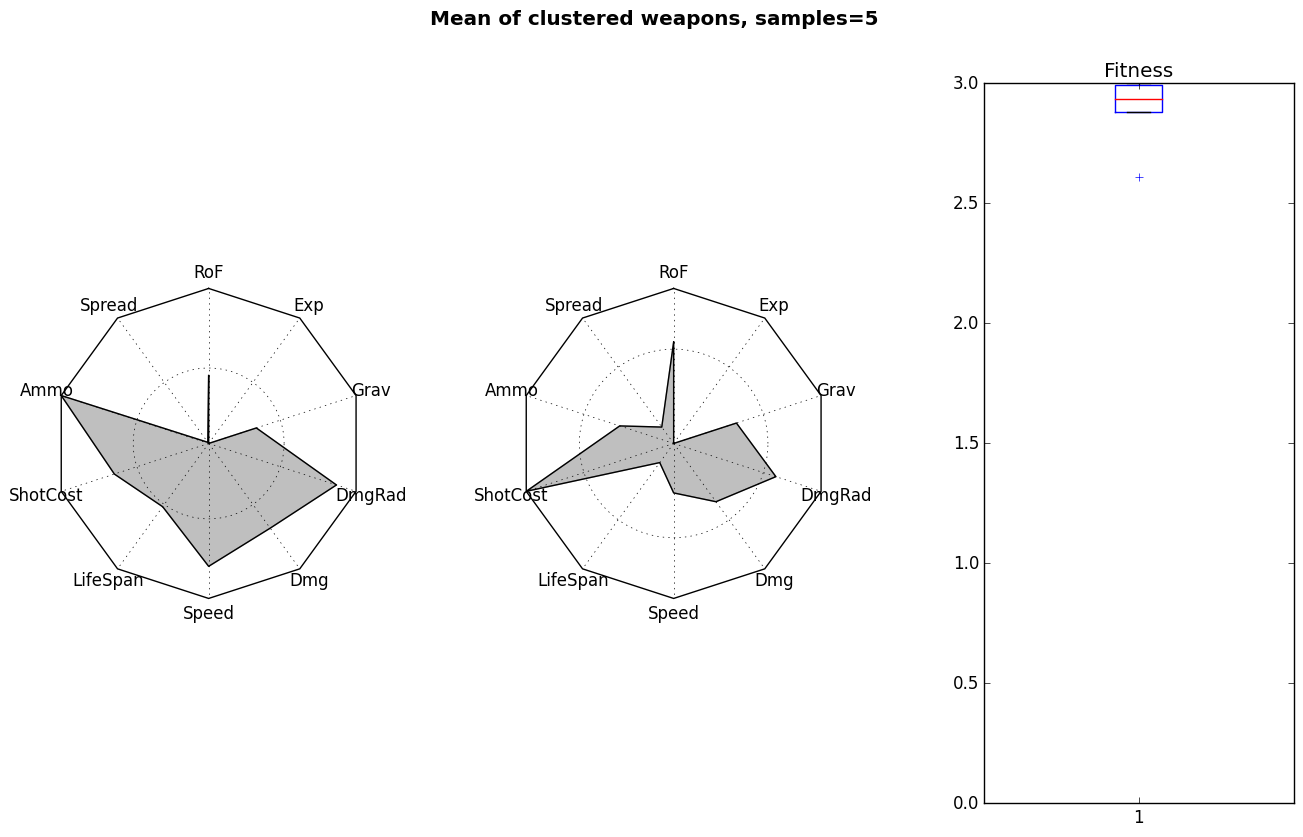 Mean of clustered weapons, samples=5
RoF
Exp
Grav
DmgRad
Dmg
Speed
LifeSpan
ShotCost
Ammo
Spread
RoF
Exp
Grav
DmgRad
Dmg
Speed
LifeSpan
ShotCost
Ammo
Spread
Fitness
3.0
2.5
2.0
1.5
1.0
0.5
0.0
1